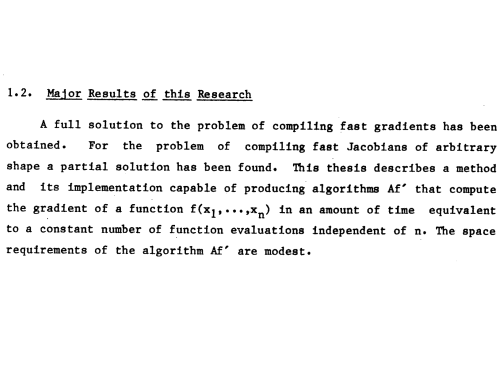 1.2. Major Results of this Research
A full solution to the problem of compiling fast gradients has been
obtained. For the problem of compiling fast Jacobians of arbitrary
shape a partial solution has been found. This thesis describes a method
and its implementation capable of producing algorithms Af′ that compute
the gradient of a function f(x₁,...,xₙ) in an amount of time equivalent
to a constant number of function evaluations independent of n. The space
requirements of the algorithm Af′ are modest.